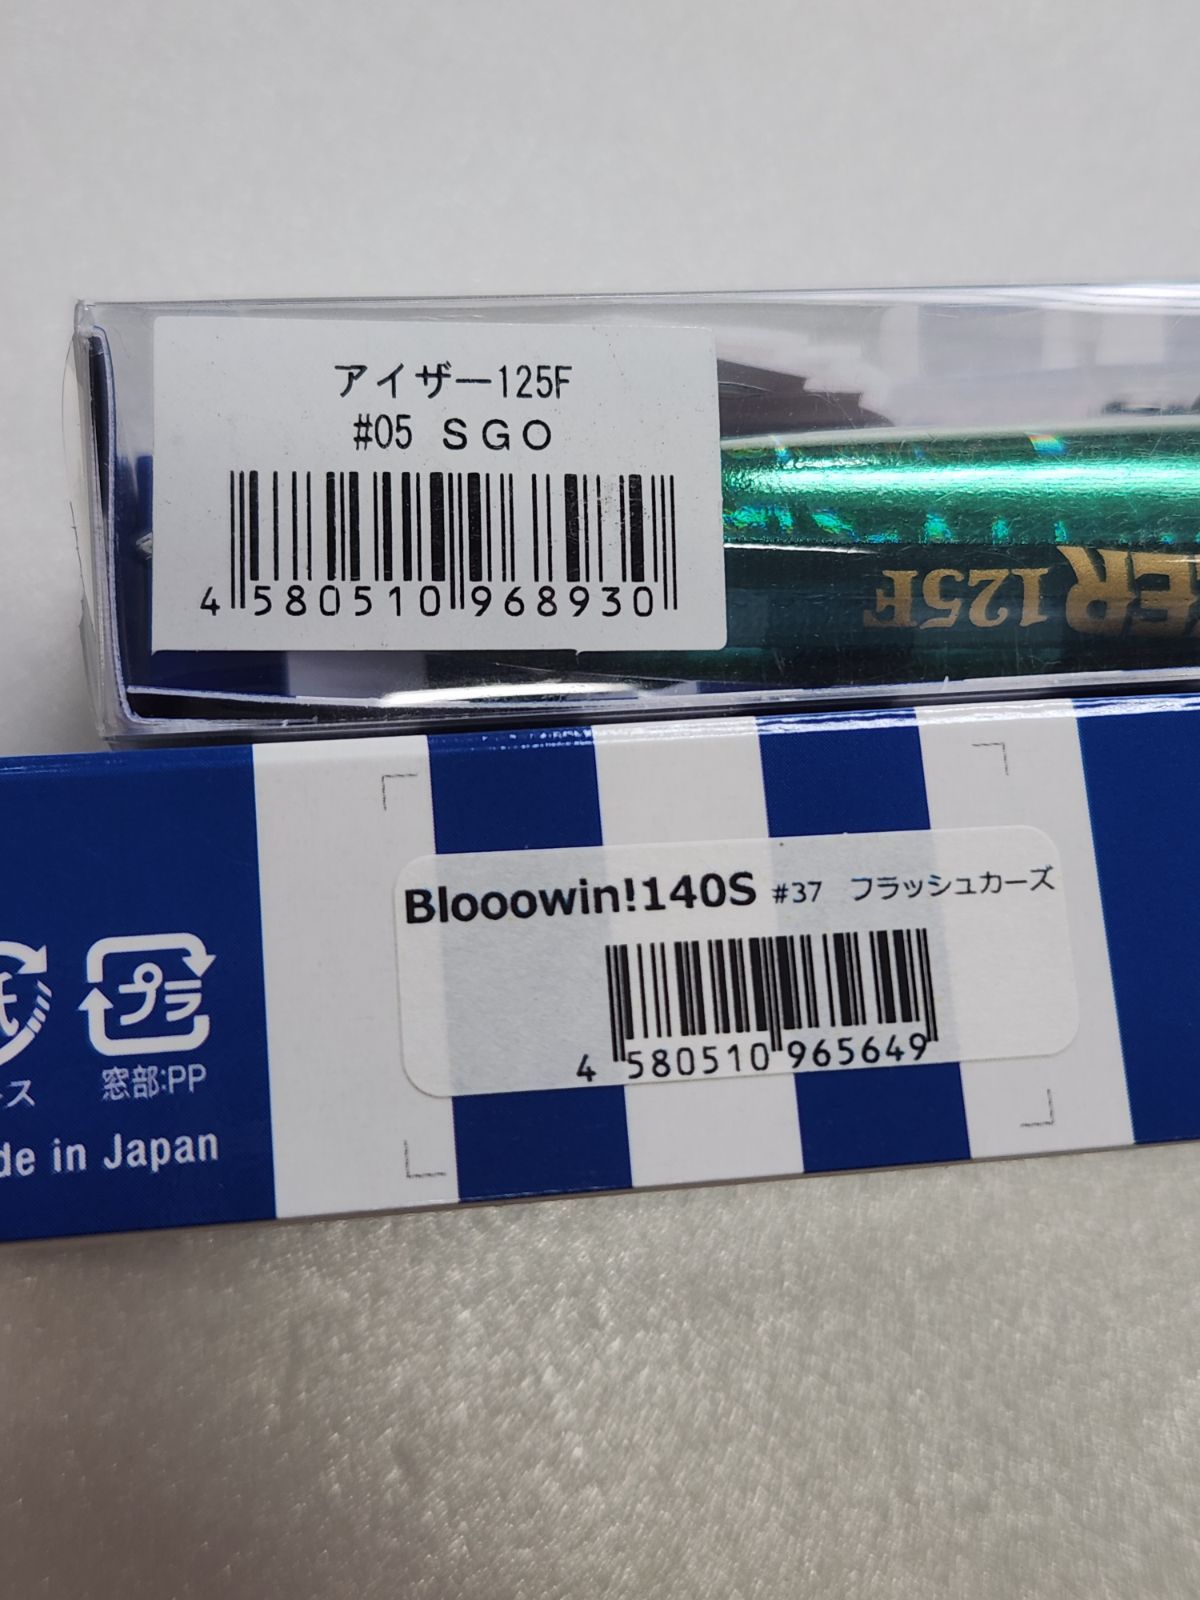 アイザー125F
#05 SGO
4 580510 968930
125F
Blooowin!140S #37 フラッシュカーズ
4 580510 965649
プラ
窓部:PP
in Japan